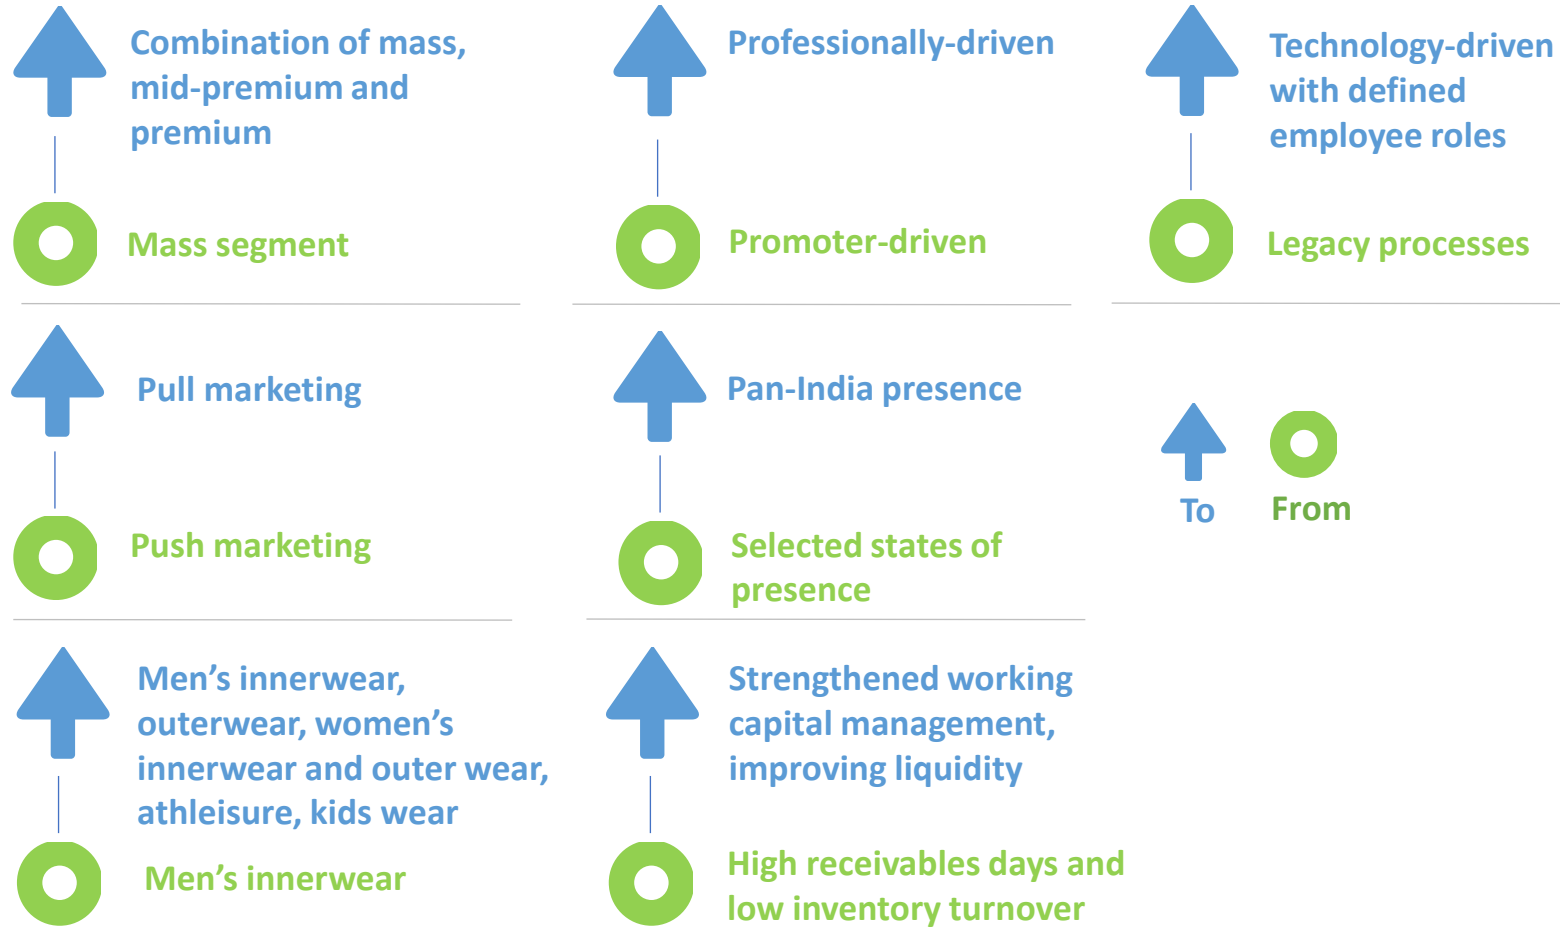 Combination of mass,
mid-premium and
premium
Mass segment
Professionally-driven
Promoter-driven
Technology-driven
with defined
employee roles
Legacy processes
Pull marketing
Push marketing
Pan-India presence
Selected states of
presence
To
From
Men’s innerwear,
outerwear, women’s
innerwear and outer wear,
athleisure, kids wear
Men’s innerwear
Strengthened working
capital management,
improving liquidity
High receivables days and
low inventory turnover